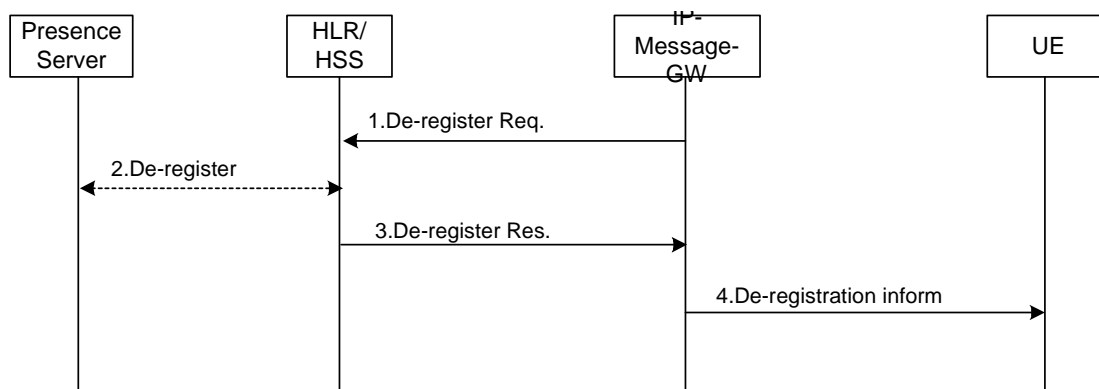 Presence
Server
HLR/
HSS
IP-
Message-
GW
UE
1.De-register Req.
2.De-register
3.De-register Res.
4.De-registration inform